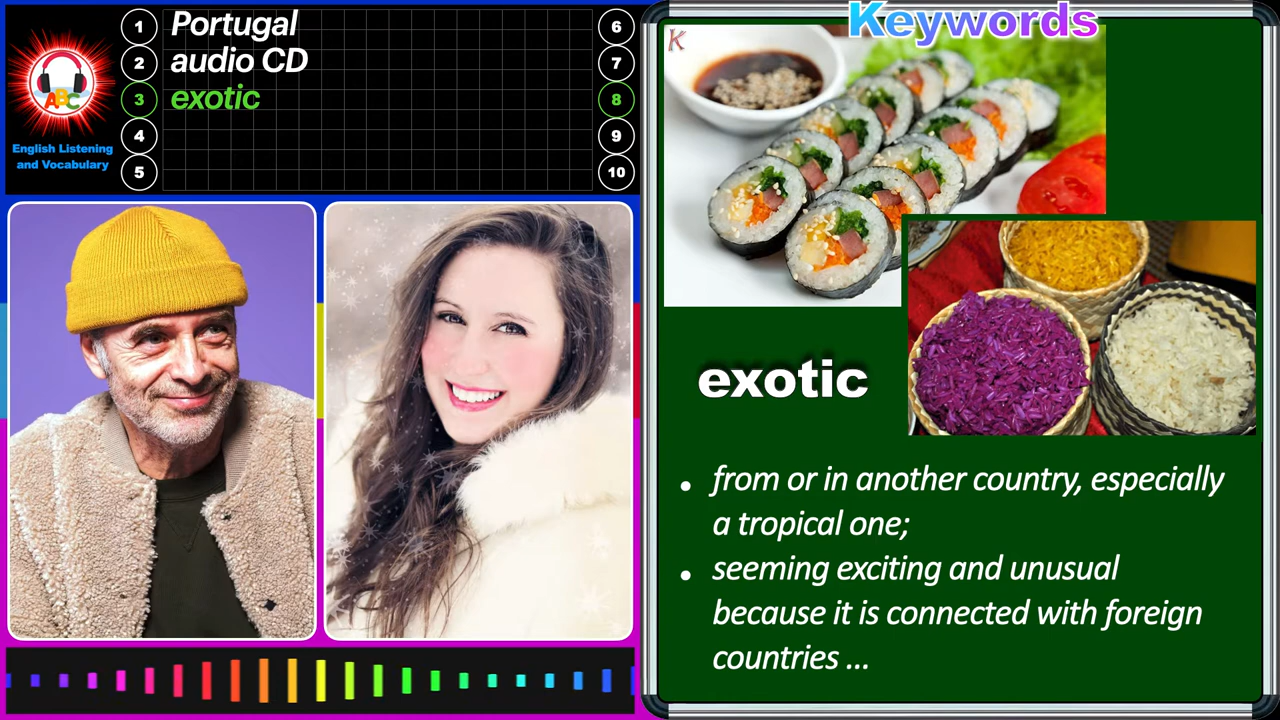 ABC
English Listening
and Vocabulary
1 Portugal
2 audio CD
3 exotic
4
5
6
7
8
9
10
Keywords
K
exotic
• from or in another country, especially
a tropical one;
• seeming exciting and unusual
because it is connected with foreign
countries ...